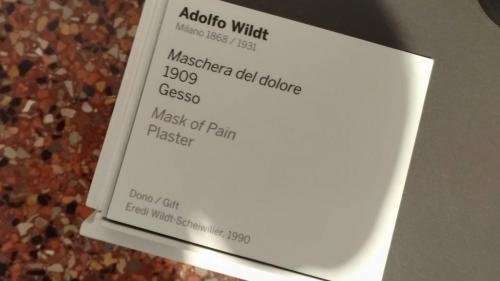 Adolfo Wildt
Milano 1868 / 1931
Maschera del dolore
1909
Gesso
Mask of Pain
Plaster
Dono / Gift
Eredi Wildt-Scheiwiller, 1990